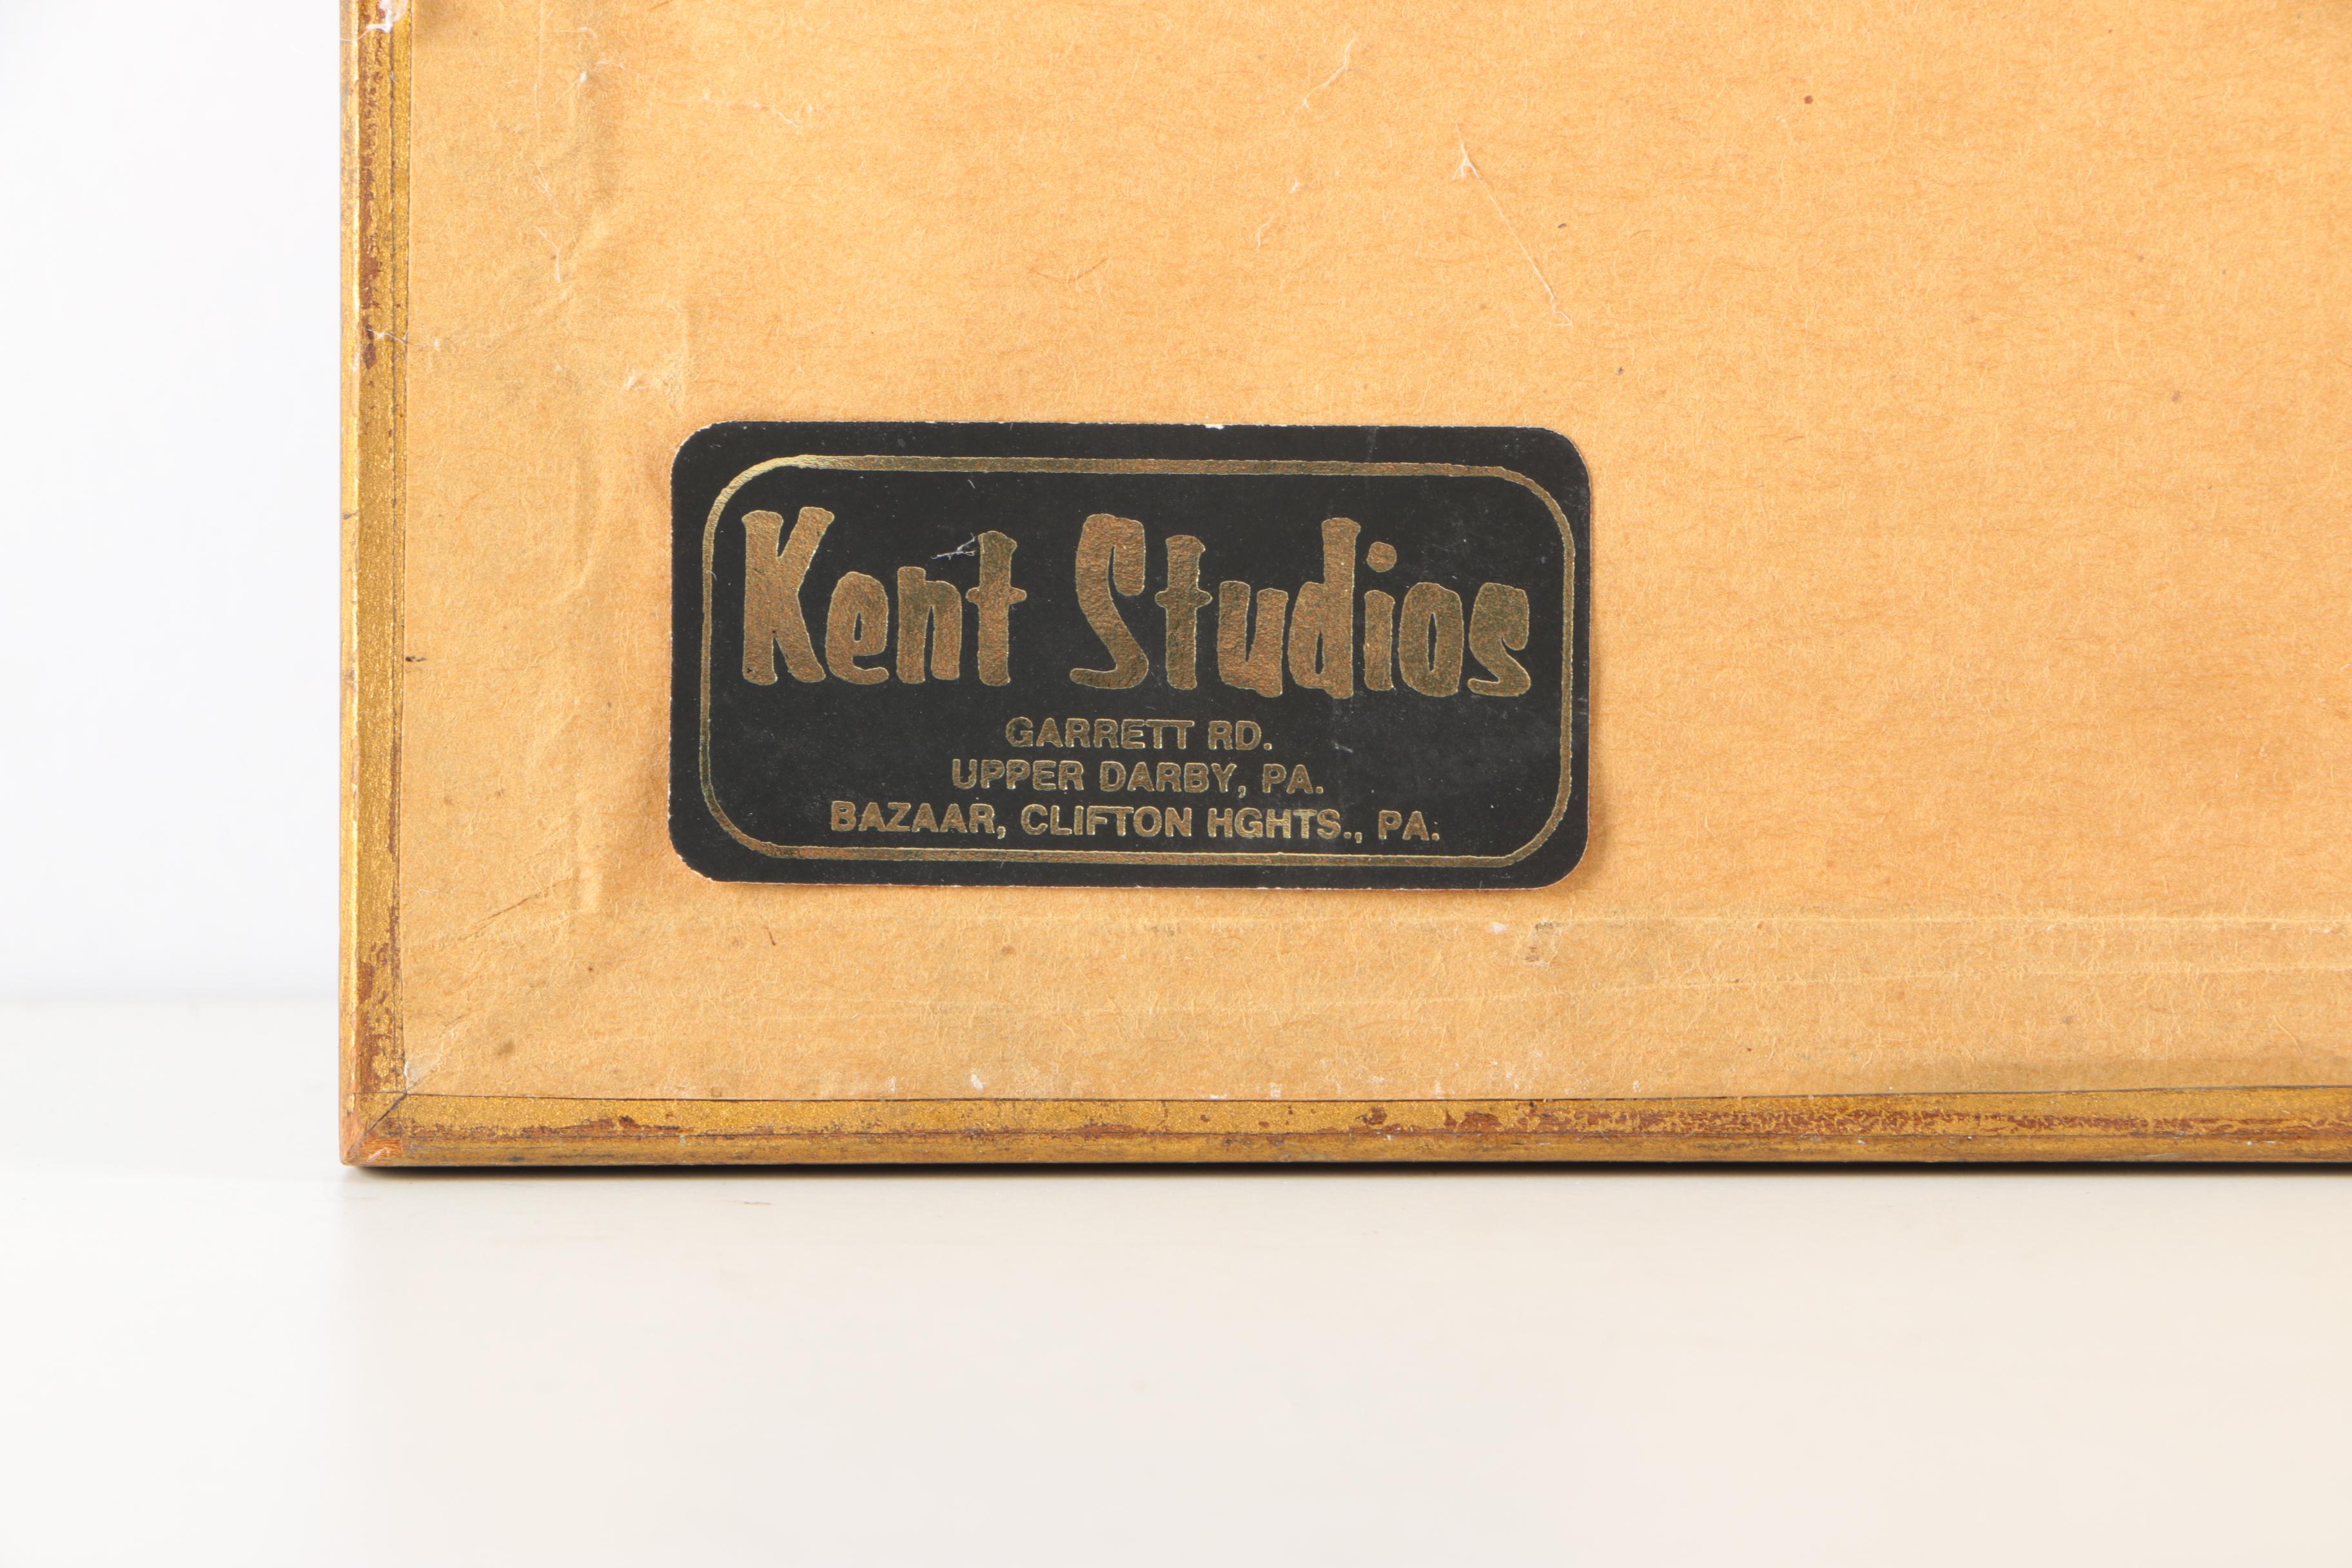 Kent Studios
GARRETT RD.
UPPER DARBY, PA.
BAZAAR, CLIFTON HGHTS., PA.